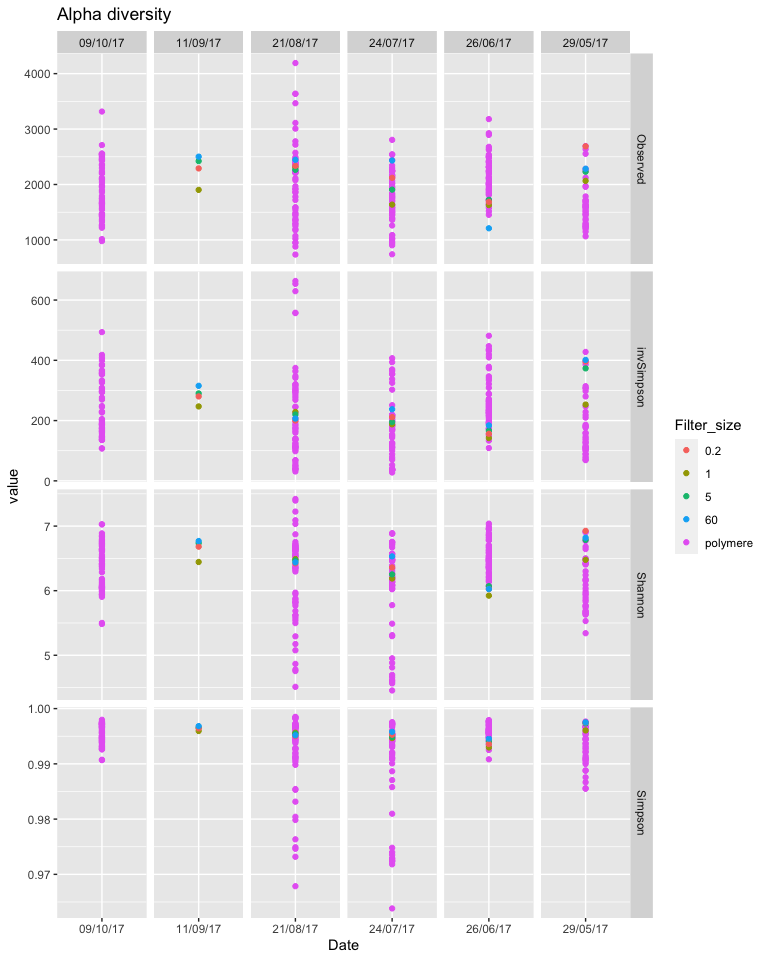 Alpha diversity
09/10/17 11/09/17 21/08/17 24/07/17 26/06/17 29/05/17
4000
3000
2000
1000
Observed
600
400
200
0
invSimpson
7
6
5
Shannon
1.00
0.99
0.98
0.97
Simpson
value
09/10/17 11/09/17 21/08/17 24/07/17 26/06/17 29/05/17
Date
Filter_size
0.2
1
5
60
polymere